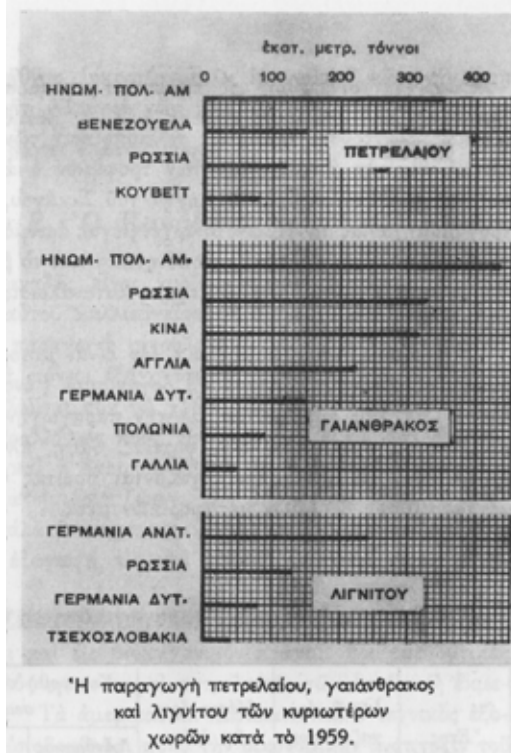 ἑκατ. μετρ. τόννοι
0 100 200 300 400
ΗΝΩΜ· ΠΟΛ· ΑΜ
ΒΕΝΕΖΟΥΕΛΑ
ΡΩΣΣΙΑ
ΠΕΤΡΕΛΑΙΟΥ
ΚΟΥΒΕΪΤ
ΗΝΩΜ· ΠΟΛ· ΑΜ·
ΡΩΣΣΙΑ
ΚΙΝΑ
ΑΓΓΛΙΑ
ΓΕΡΜΑΝΙΑ ΔΥΤ·
ΠΟΛΩΝΙΑ
ΓΑΙΑΝΘΡΑΚΟΣ
ΓΑΛΛΙΑ
ΓΕΡΜΑΝΙΑ ΑΝΑΤ.
ΡΩΣΣΙΑ
ΛΙΓΝΙΤΟΥ
ΓΕΡΜΑΝΙΑ ΔΥΤ·
ΤΣΕΧΟΣΛΟΒΑΚΙΑ
Ἡ παραγωγὴ πετρελαίου, γαιάνθρακος
καὶ λιγνίτου τῶν κυριωτέρων
χωρῶν κατὰ τὸ 1959.